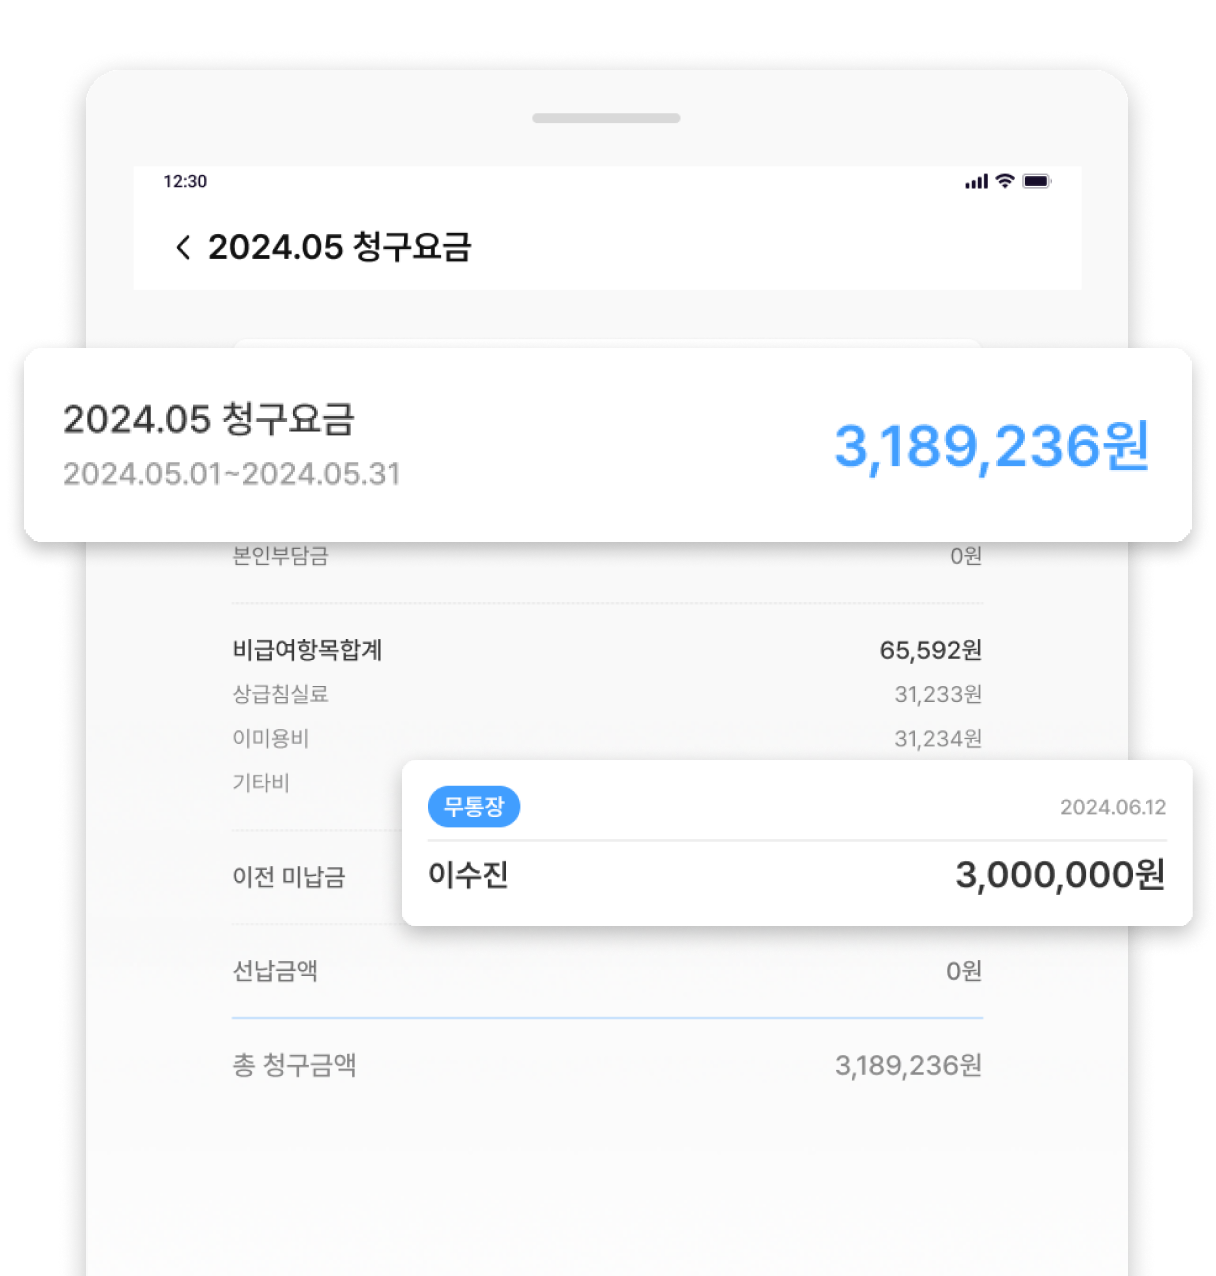 12:30
2024.05 청구요금
2024.05 청구요금
3,189,236원
2024.05.01~2024.05.31
본인부담금 0원
비급여항목합계 65,592원
상급침실료 31,233원
이미용비 31,234원
기타비
무통장 2024.06.12
이수진 3,000,000원
이전 미납금
선납금액 0원
총 청구금액 3,189,236원